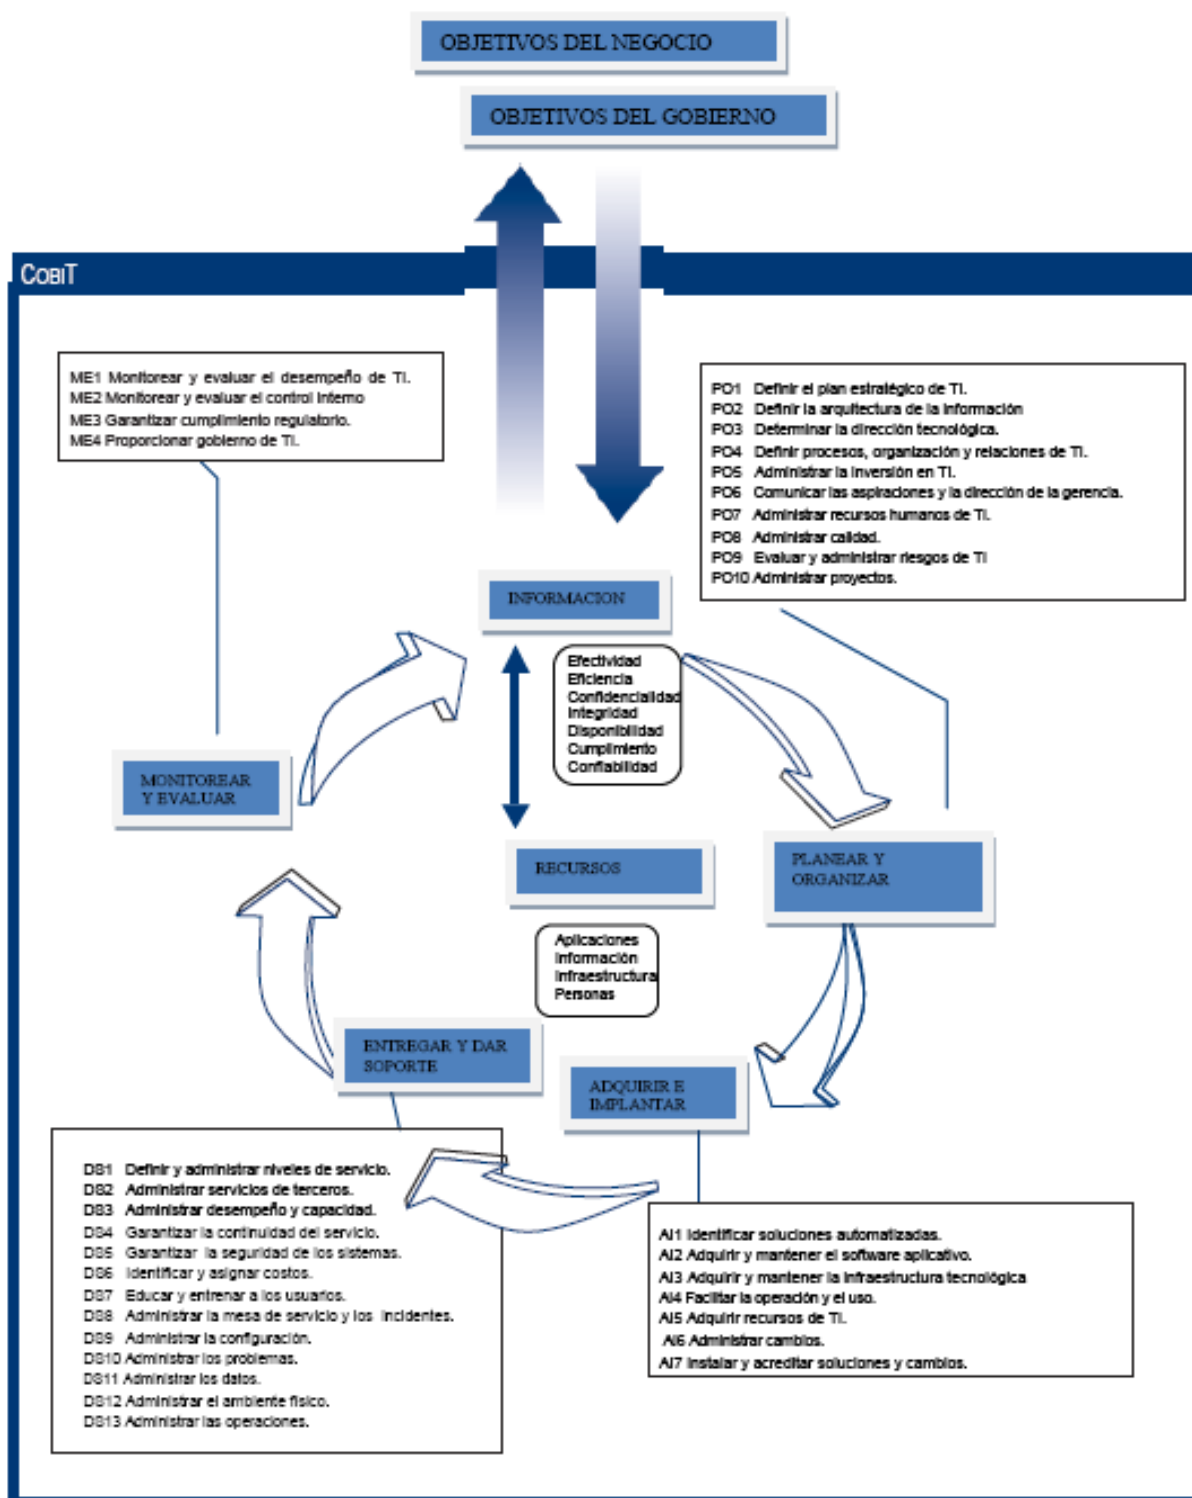 OBJETIVOS DEL NEGOCIO
OBJETIVOS DEL GOBIERNO
COBIT
ME1 Monitorear y evaluar el desempeño de TI.
ME2 Monitorear y evaluar el control interno
ME3 Garantizar cumplimiento regulatorio.
ME4 Proporcionar gobierno de TI.
PO1 Definir el plan estratégico de TI.
PO2 Definir la arquitectura de la información
PO3 Determinar la dirección tecnológica.
PO4 Definir procesos, organización y relaciones de TI.
PO5 Administrar la inversión en TI.
PO6 Comunicar las aspiraciones y la dirección de la gerencia.
PO7 Administrar recursos humanos de TI.
PO8 Administrar calidad.
PO9 Evaluar y administrar riesgos de TI
PO10 Administrar proyectos.
INFORMACION
Efectividad
Eficiencia
Confidencialidad
Integridad
Disponibilidad
Cumplimiento
Confiabilidad
MONITOREAR
Y EVALUAR
RECURSOS
PLANEAR Y
ORGANIZAR
Aplicaciones
Información
Infraestructura
Personas
ENTREGAR Y DAR
SOPORTE
ADQUIRIR E
IMPLANTAR
DS1 Definir y administrar niveles de servicio.
DS2 Administrar servicios de terceros.
DS3 Administrar desempeño y capacidad.
DS4 Garantizar la continuidad del servicio.
DS5 Garantizar la seguridad de los sistemas.
DS6 Identificar y asignar costos.
DS7 Educar y entrenar a los usuarios.
DS8 Administrar la mesa de servicio y los incidentes.
DS9 Administrar la configuración.
DS10 Administrar los problemas.
DS11 Administrar los datos.
DS12 Administrar el ambiente físico.
DS13 Administrar las operaciones.
AI1 Identificar soluciones automatizadas.
AI2 Adquirir y mantener el software aplicativo.
AI3 Adquirir y mantener la infraestructura tecnológica
AI4 Facilitar la operación y el uso.
AI5 Adquirir recursos de TI.
AI6 Administrar cambios.
AI7 Instalar y acreditar soluciones y cambios.